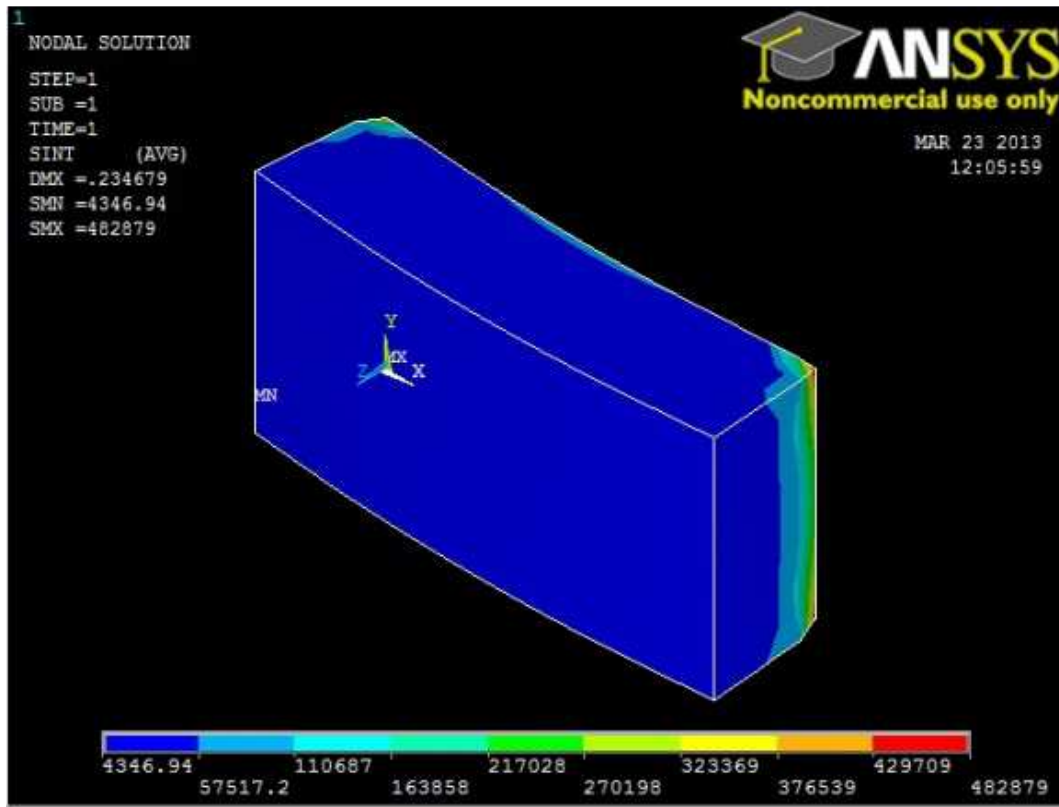 1
NODAL SOLUTION
STEP=1
SUB =1
TIME=1
SINT (AVG)
DMX =.234679
SMN =4346.94
SMX =482879
ANSYS
Noncommercial use only
MAR 23 2013
12:05:59
Y
MX
Z X
MN
4346.94 110687 217028 323369 429709
57517.2 163858 270198 376539 482879